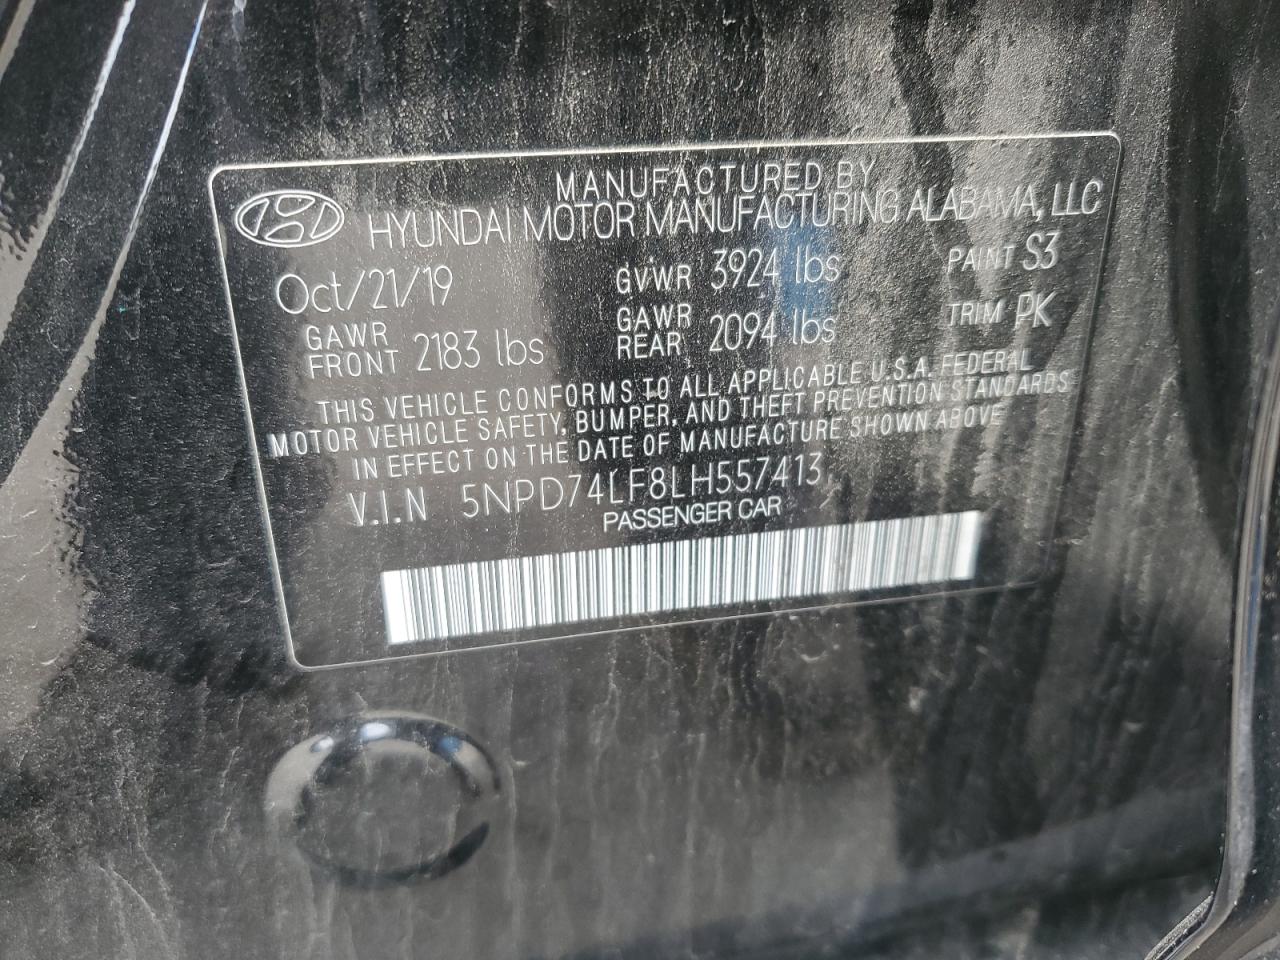 MANUFACTURED BY
HYUNDAI MOTOR MANUFACTURING ALABAMA, LLC
Oct/21/19 GVWR 3924 lbs PAINT S3
GAWR FRONT 2183 lbs GAWR REAR 2094 lbs TRIM PK
THIS VEHICLE CONFORMS TO ALL APPLICABLE U.S.A. FEDERAL
MOTOR VEHICLE SAFETY, BUMPER, AND THEFT PREVENTION STANDARDS
IN EFFECT ON THE DATE OF MANUFACTURE SHOWN ABOVE
V.I.N 5NPD74LF8LH557413
PASSENGER CAR